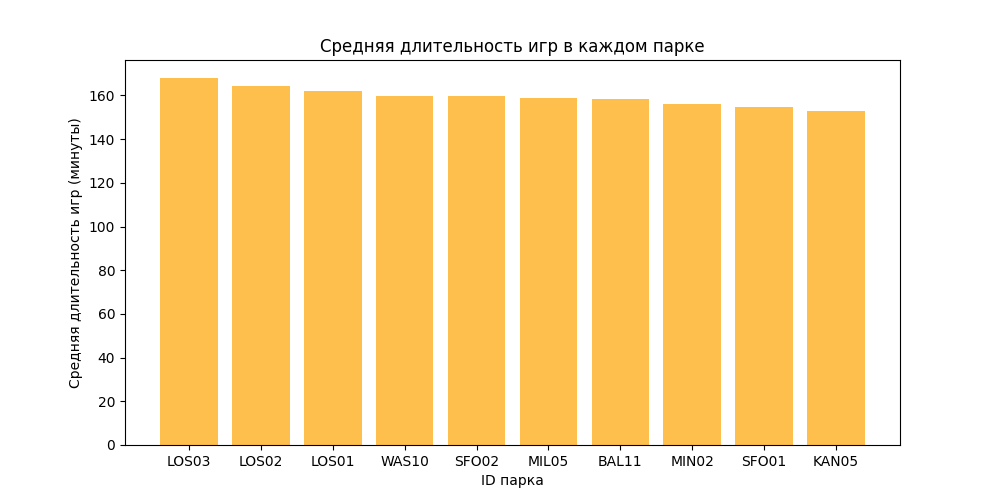 Средняя длительность игр в каждом парке
Средняя длительность игр (минуты)
160
140
120
100
80
60
40
20
0
LOS03 LOS02 LOS01 WAS10 SFO02 MIL05 BAL11 MIN02 SFO01 KAN05
ID парка